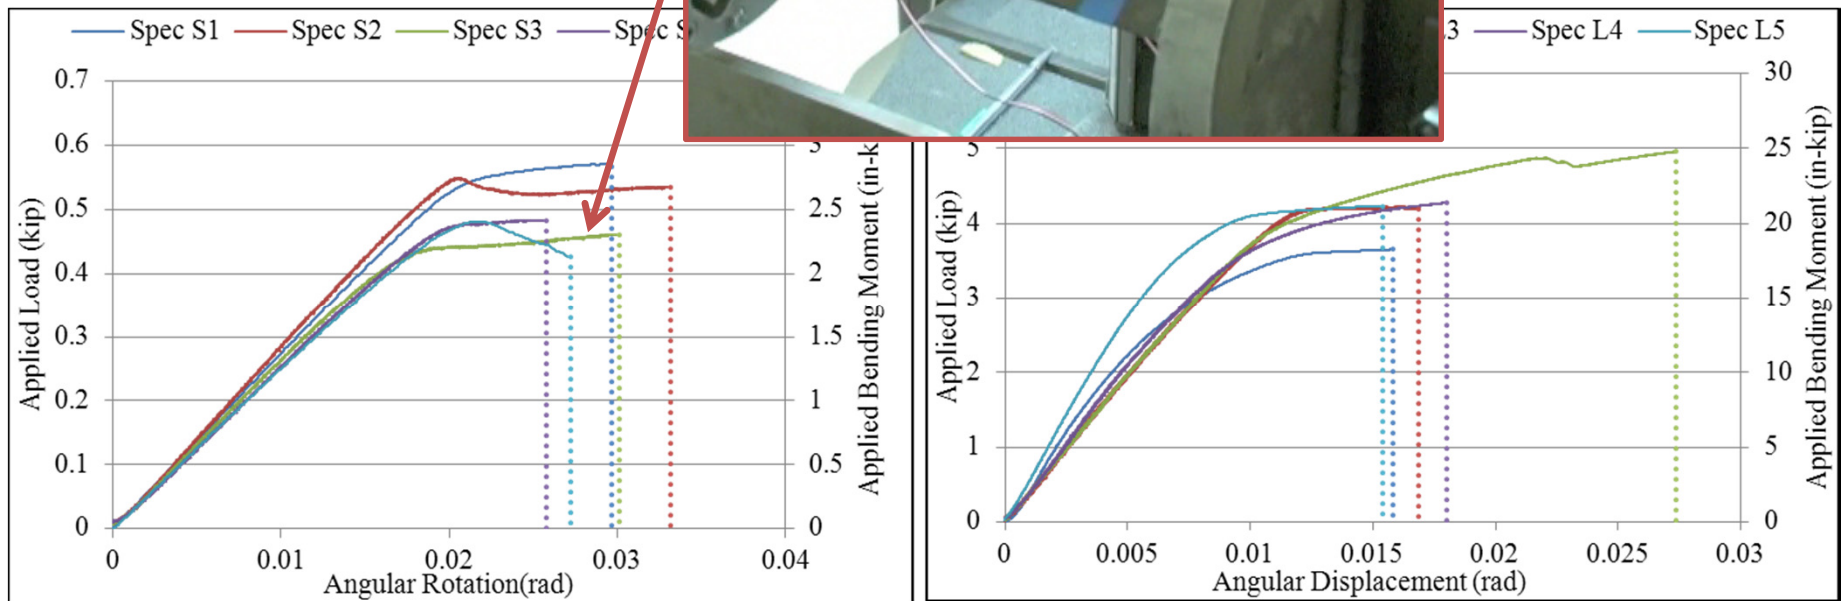 Spec S1 Spec S2 Spec S3
0.7
0.6
0.5
0.4
0.3
0.2
0.1
0
Applied Load (kip)
3
2.5
2
1.5
1
0.5
0
Applied Bending Moment (in-k
0 0.01 0.02 0.03 0.04
Angular Rotation(rad)
Spec L4 Spec L5
5
4
3
2
1
0
Applied Load (kip)
30
25
20
15
10
5
0
Applied Bending Moment (in-kip)
0 0.005 0.01 0.015 0.02 0.025 0.03
Angular Displacement (rad)